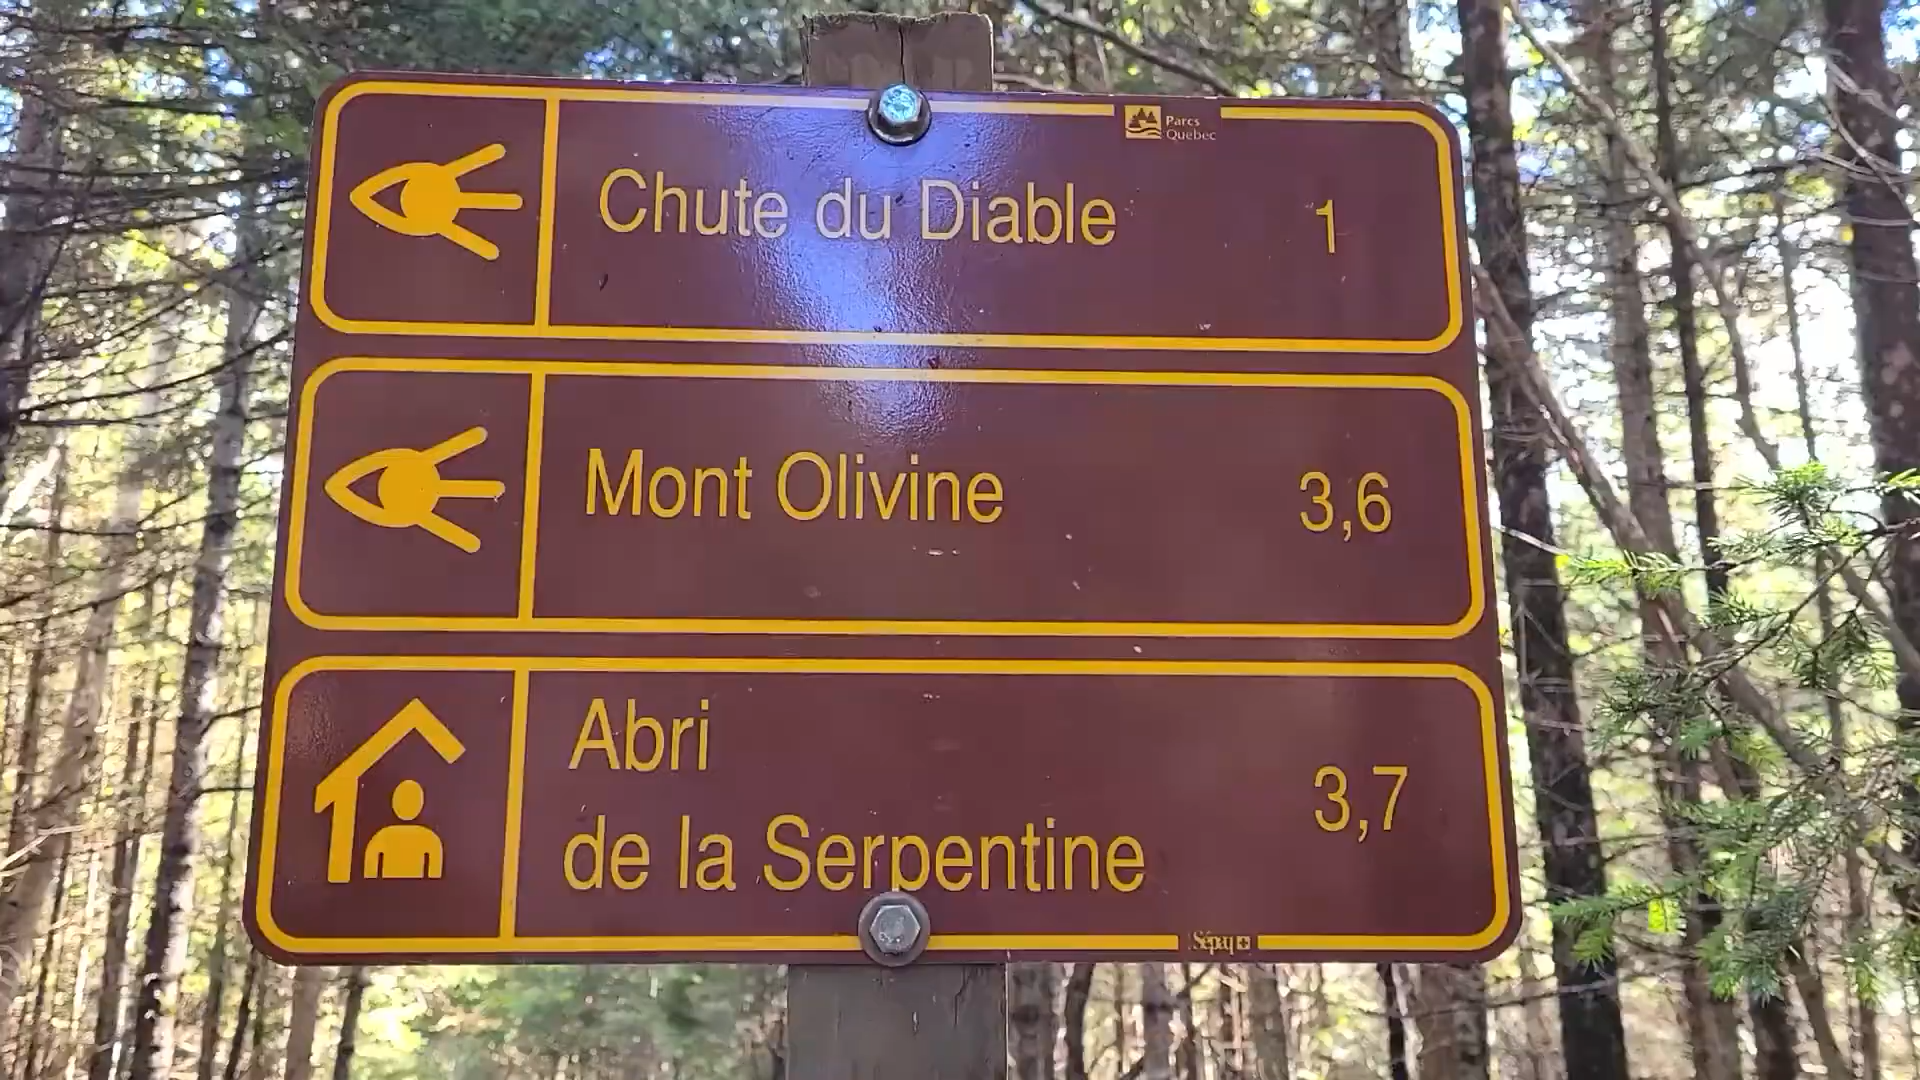 Parcs
Québec
Chute du Diable 1
Mont Olivine 3,6
Abri
de la Serpentine 3,7
Sépaq